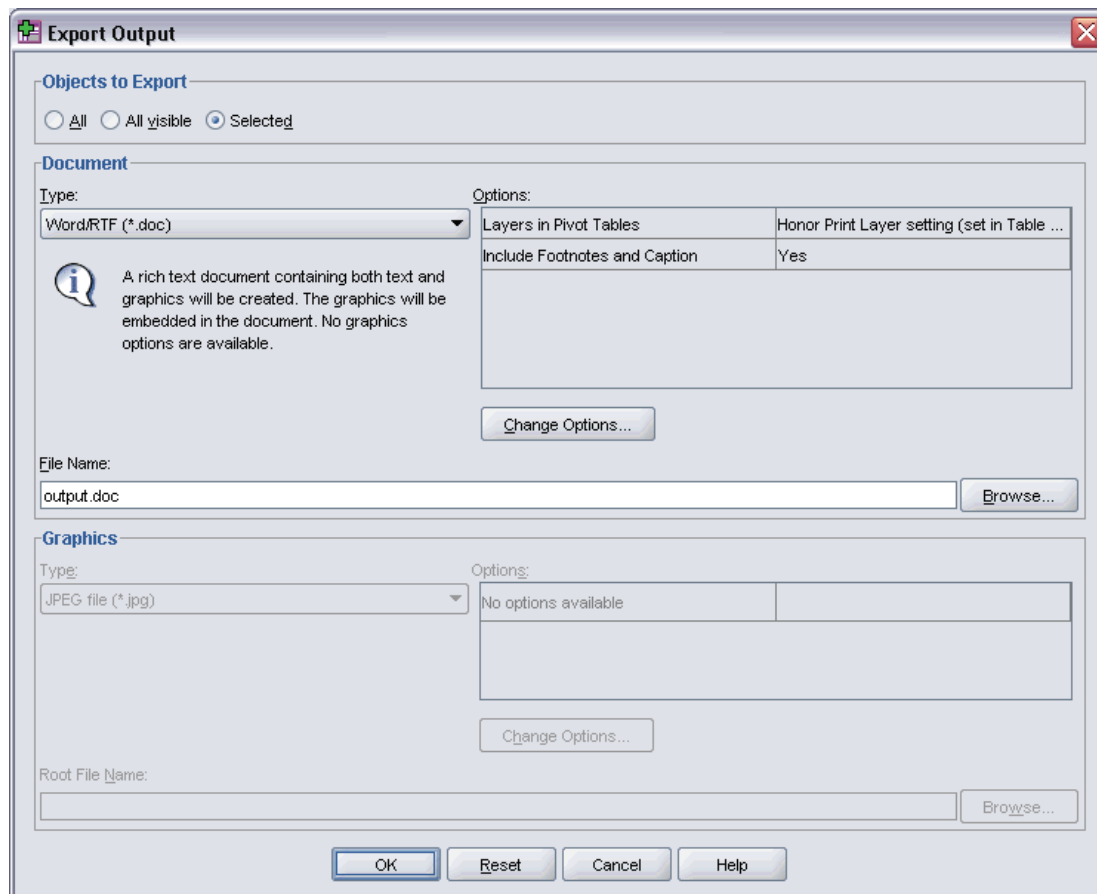 Export Output
Objects to Export
All All visible Selected
Document
Type:
Word/RTF (*.doc)
A rich text document containing both text and
graphics will be created. The graphics will be
embedded in the document. No graphics
options are available.
Options:
Layers in Pivot Tables Honor Print Layer setting (set in Table ...
Include Footnotes and Caption Yes
Change Options...
File Name:
output.doc Browse...
Graphics
Type:
JPEG file (*.jpg)
Options:
No options available
Change Options...
Root File Name:
Browse...
OK Reset Cancel Help